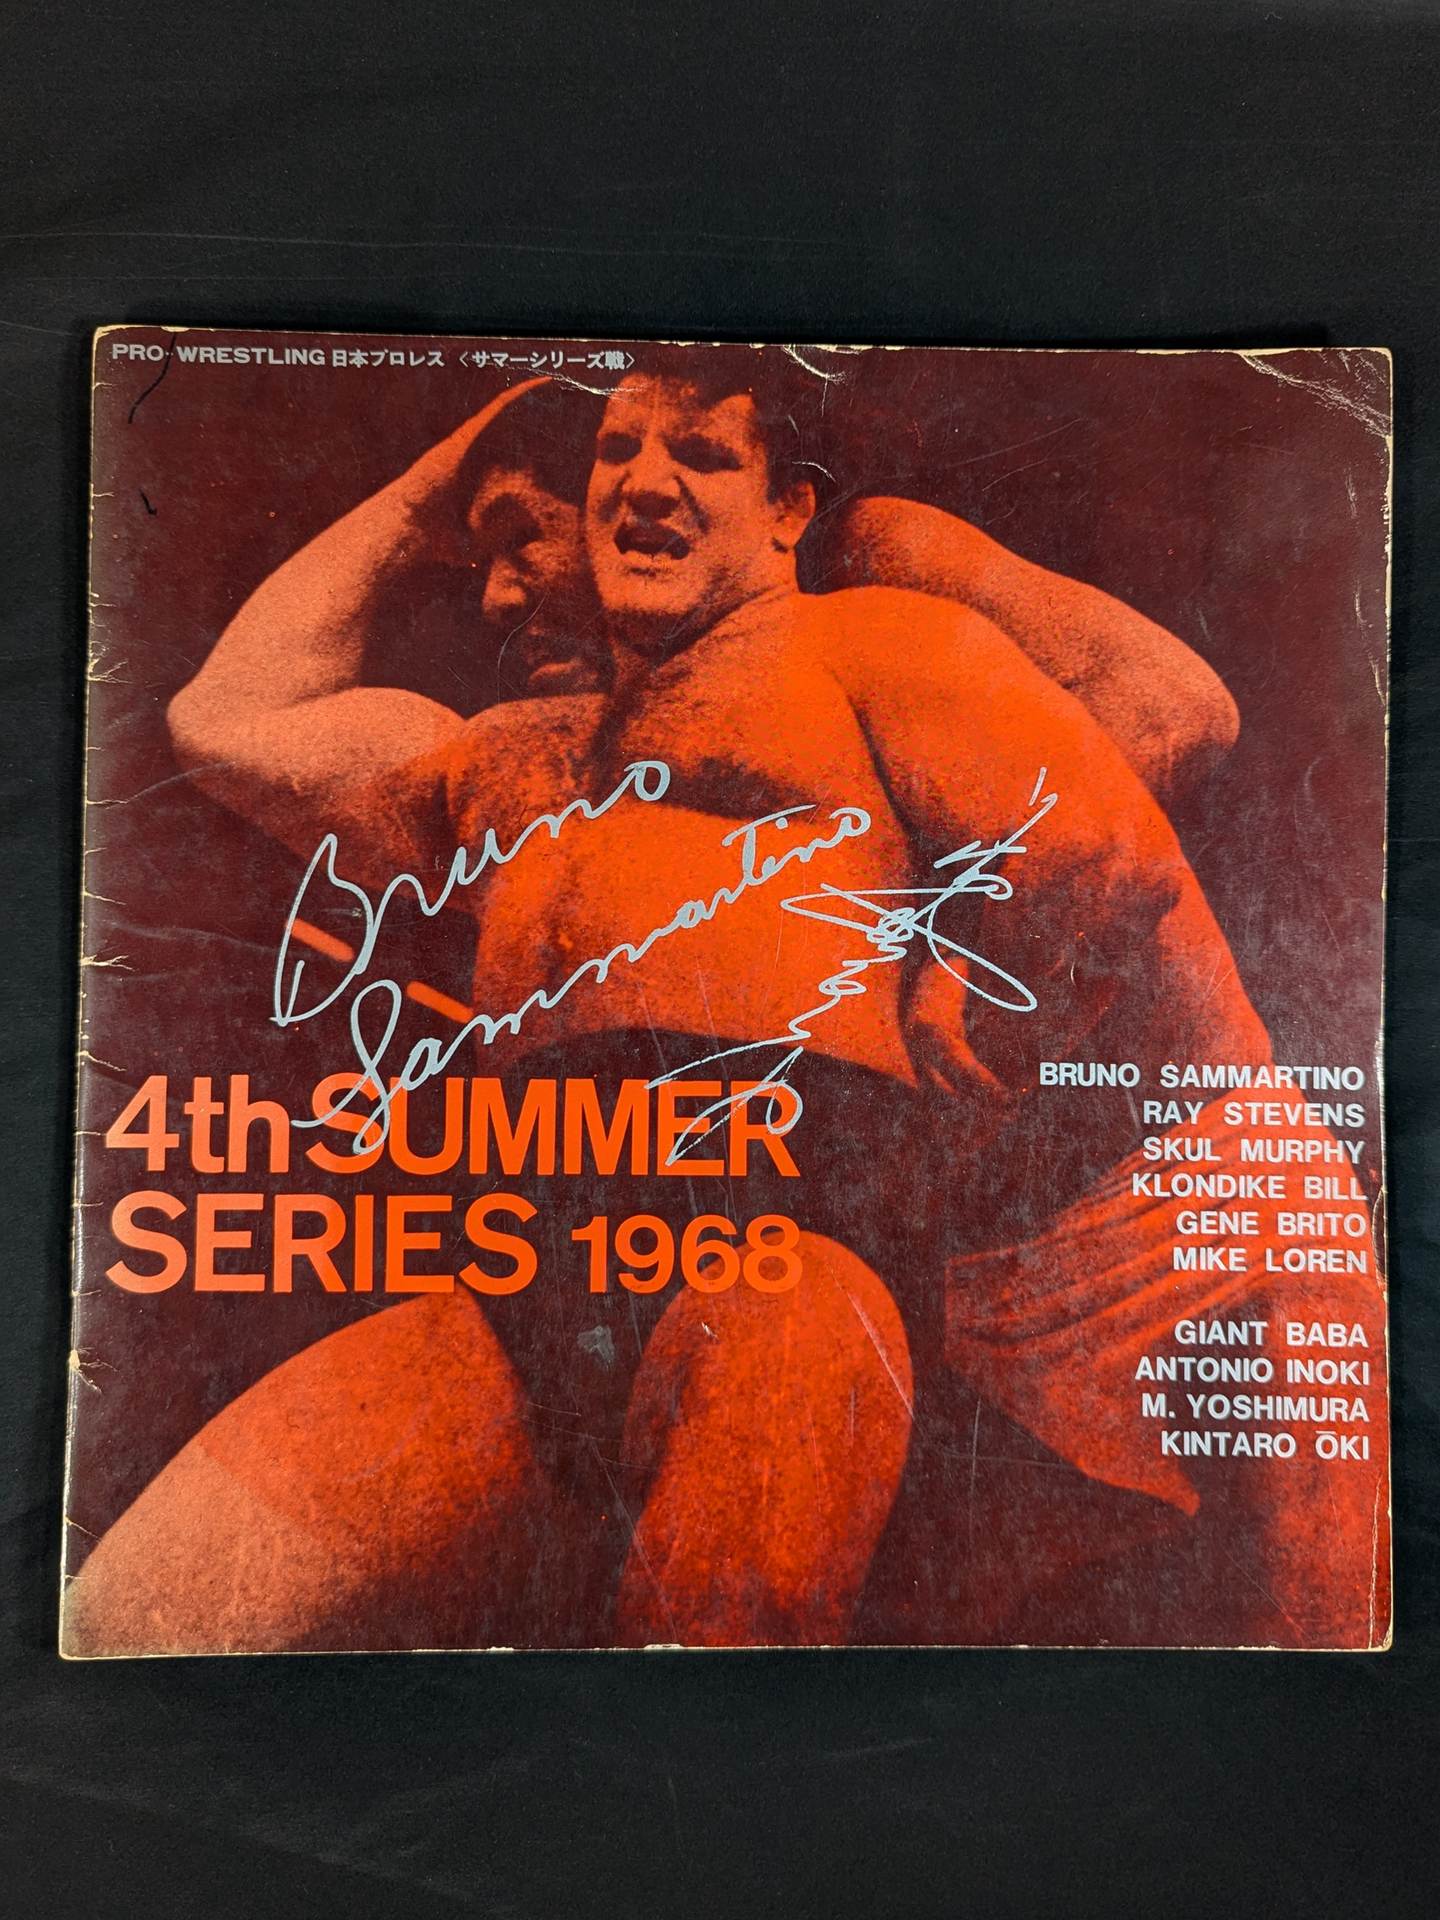 PRO-WRESTLING 日本プロレス 〈サマーシリーズ戦〉
Bruno
Sammartino
4th SUMMER
SERIES 1968
BRUNO SAMMARTINO
RAY STEVENS
SKUL MURPHY
KLONDIKE BILL
GENE BRITO
MIKE LOREN
GIANT BABA
ANTONIO INOKI
M. YOSHIMURA
KINTARO ŌKI